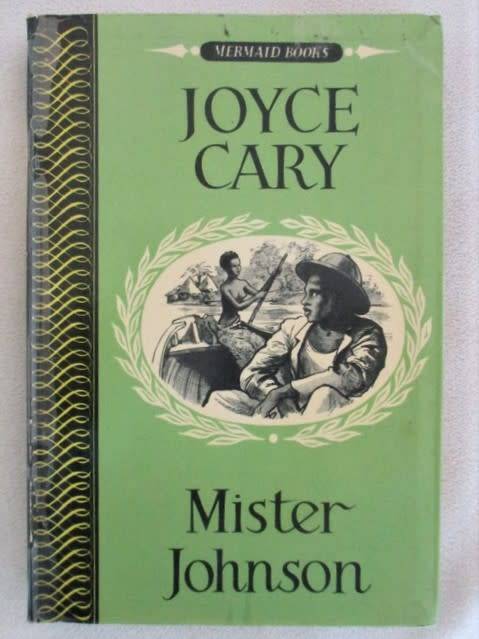 MERMAID BOOKS
JOYCE
CARY
Mister
Johnson